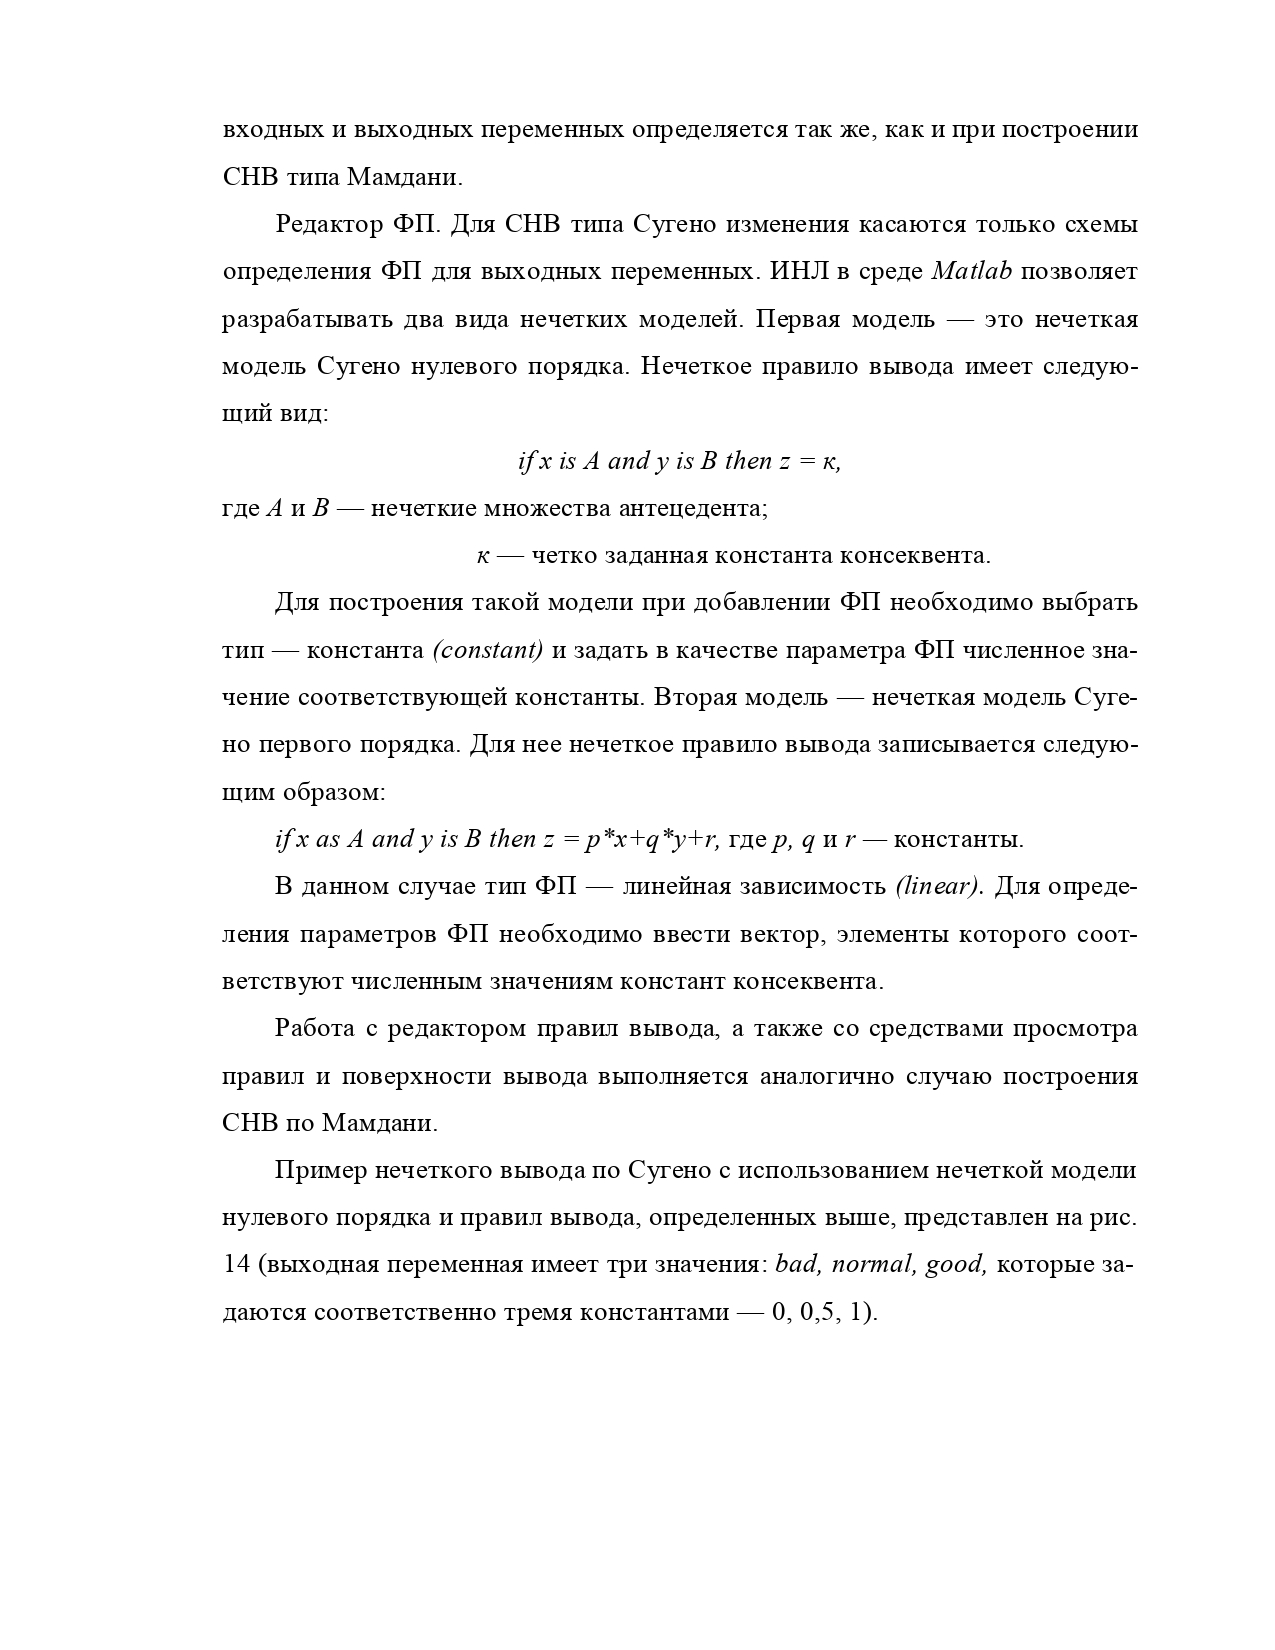 входных и выходных переменных определяется так же, как и при построении
СНВ типа Мамдани.
Редактор ФП. Для СНВ типа Сугено изменения касаются только схемы
определения ФП для выходных переменных. ИНЛ в среде Matlab позволяет
разрабатывать два вида нечетких моделей. Первая модель — это нечеткая
модель Сугено нулевого порядка. Нечеткое правило вывода имеет следую-
щий вид:
if x is A and y is B then z = к,
где A и B — нечеткие множества антецедента;
к — четко заданная константа консеквента.
Для построения такой модели при добавлении ФП необходимо выбрать
тип — константа (constant) и задать в качестве параметра ФП численное зна-
чение соответствующей константы. Вторая модель — нечеткая модель Суге-
но первого порядка. Для нее нечеткое правило вывода записывается следую-
щим образом:
if x as A and y is B then z = p*x+q*y+r, где p, q и r — константы.
В данном случае тип ФП — линейная зависимость (linear). Для опреде-
ления параметров ФП необходимо ввести вектор, элементы которого соот-
ветствуют численным значениям констант консеквента.
Работа с редактором правил вывода, а также со средствами просмотра
правил и поверхности вывода выполняется аналогично случаю построения
СНВ по Мамдани.
Пример нечеткого вывода по Сугено с использованием нечеткой модели
нулевого порядка и правил вывода, определенных выше, представлен на рис.
14 (выходная переменная имеет три значения: bad, normal, good, которые за-
даются соответственно тремя константами — 0, 0,5, 1).